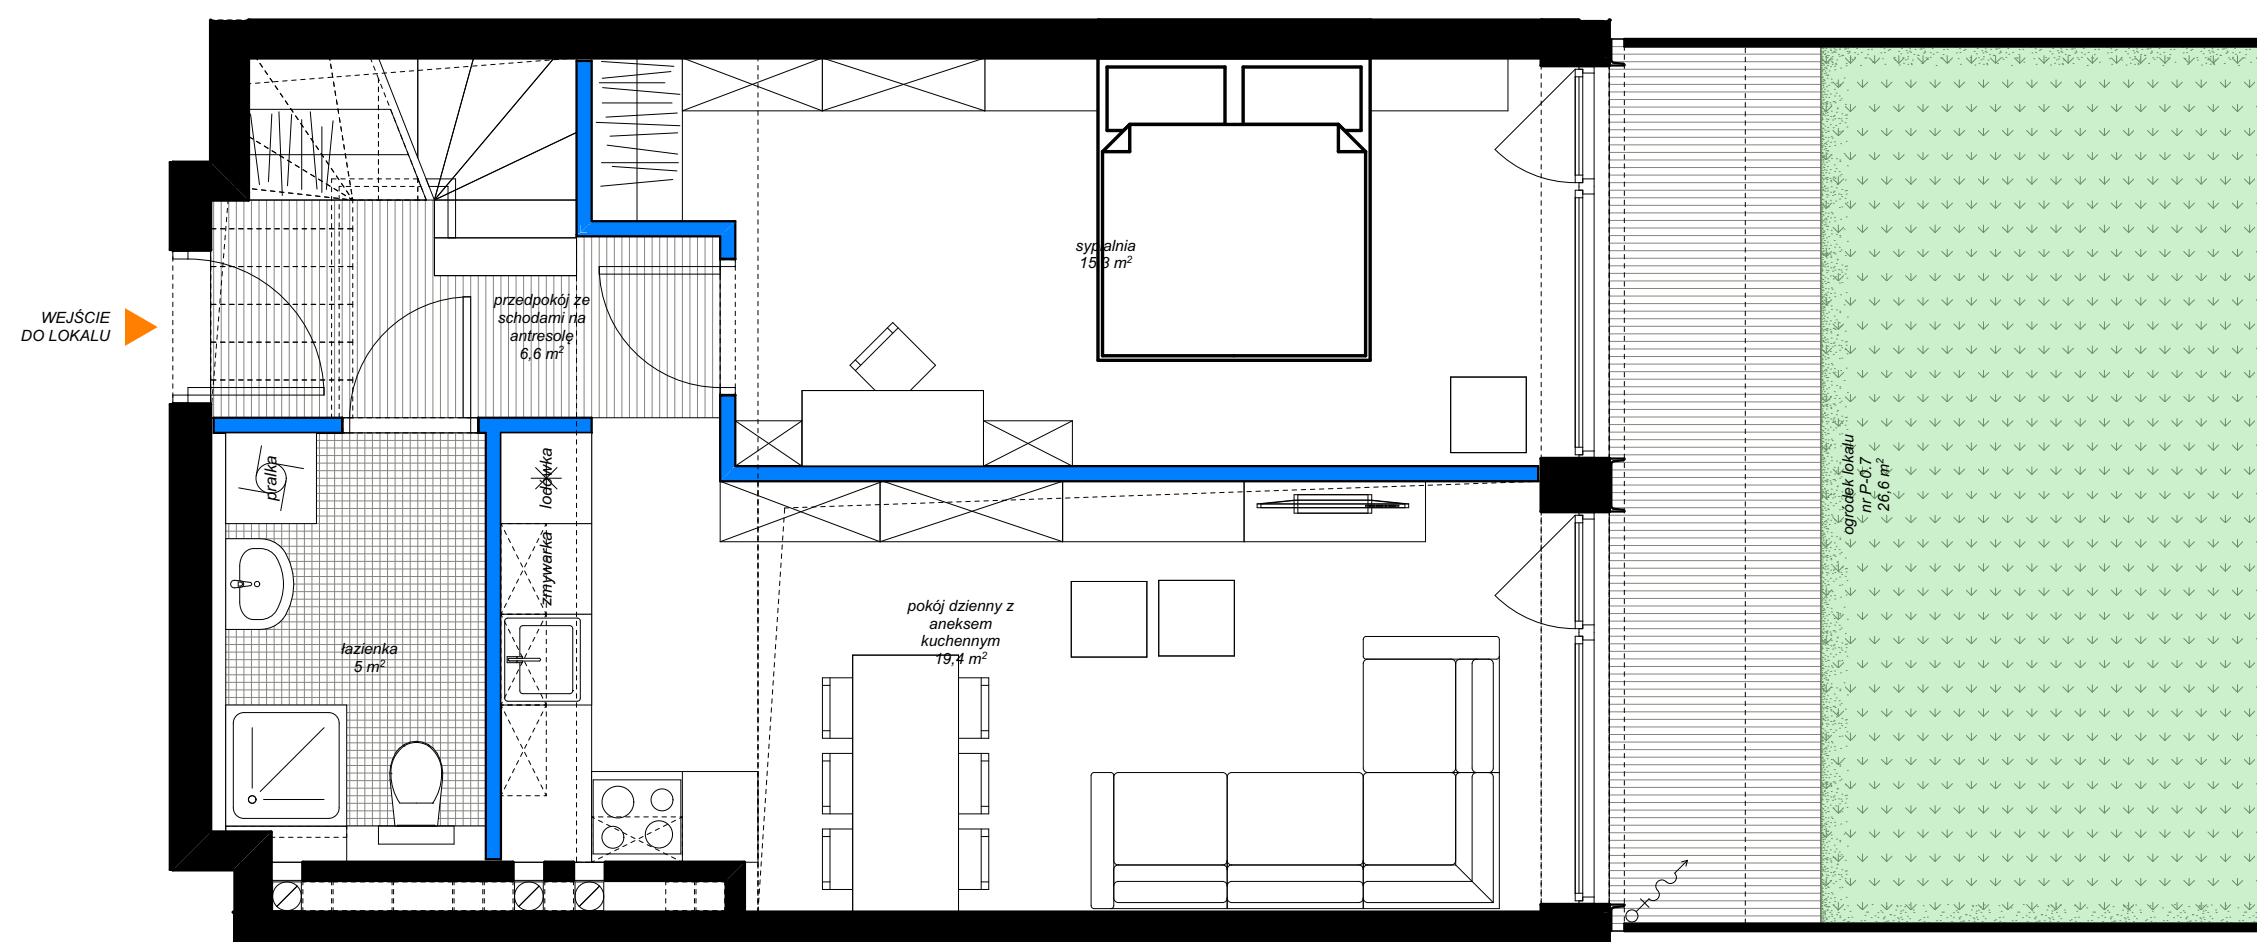 WEJŚCIE
DO LOKALU
przedpokój ze
schodami na
antresolę
6,6 m²
sypialnia
15,3 m²
pralka
lodówka
zmywarka
łazienka
5 m²
pokój dzienny z
aneksem
kuchennym
19,4 m²
ogródek lokalu
nr P-0.7
26,6 m²